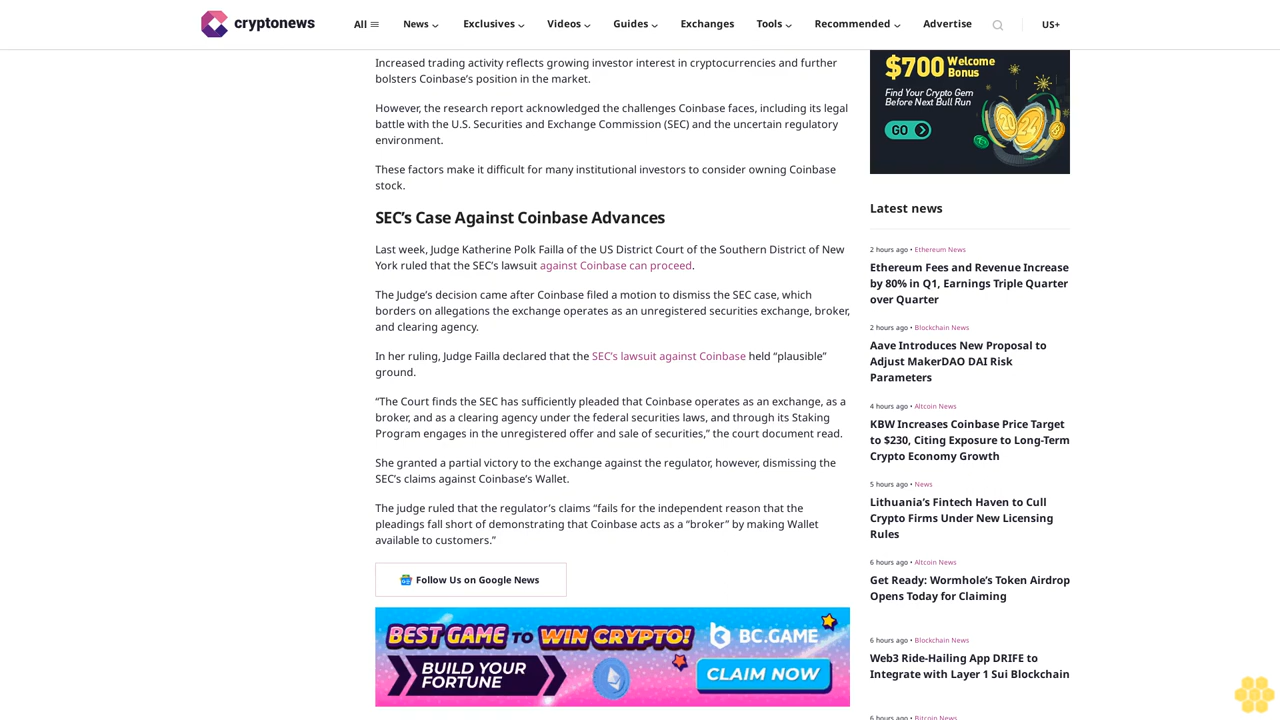 cryptonews
All
News
Exclusives
Videos
Guides
Exchanges
Tools
Recommended
Advertise
US+
Increased trading activity reflects growing investor interest in cryptocurrencies and further
bolsters Coinbase’s position in the market.
However, the research report acknowledged the challenges Coinbase faces, including its legal
battle with the U.S. Securities and Exchange Commission (SEC) and the uncertain regulatory
environment.
These factors make it difficult for many institutional investors to consider owning Coinbase
stock.
SEC’s Case Against Coinbase Advances
Last week, Judge Katherine Polk Failla of the US District Court of the Southern District of New
York ruled that the SEC’s lawsuit against Coinbase can proceed.
The Judge’s decision came after Coinbase filed a motion to dismiss the SEC case, which
borders on allegations the exchange operates as an unregistered securities exchange, broker,
and clearing agency.
In her ruling, Judge Failla declared that the SEC’s lawsuit against Coinbase held “plausible”
ground.
“The Court finds the SEC has sufficiently pleaded that Coinbase operates as an exchange, as a
broker, and as a clearing agency under the federal securities laws, and through its Staking
Program engages in the unregistered offer and sale of securities,” the court document read.
She granted a partial victory to the exchange against the regulator, however, dismissing the
SEC’s claims against Coinbase’s Wallet.
The judge ruled that the regulator’s claims “fails for the independent reason that the
pleadings fall short of demonstrating that Coinbase acts as a “broker” by making Wallet
available to customers.”
Follow Us on Google News
BEST GAME TO WIN CRYPTO!
BC.GAME
BUILD YOUR
FORTUNE
CLAIM NOW
$700 Welcome
Bonus
Find Your Crypto Gem
Before Next Bull Run
GO
20
24
Latest news
2 hours ago • Ethereum News
Ethereum Fees and Revenue Increase
by 80% in Q1, Earnings Triple Quarter
over Quarter
2 hours ago • Blockchain News
Aave Introduces New Proposal to
Adjust MakerDAO DAI Risk
Parameters
4 hours ago • Altcoin News
KBW Increases Coinbase Price Target
to $230, Citing Exposure to Long-Term
Crypto Economy Growth
5 hours ago • News
Lithuania’s Fintech Haven to Cull
Crypto Firms Under New Licensing
Rules
6 hours ago • Altcoin News
Get Ready: Wormhole’s Token Airdrop
Opens Today for Claiming
6 hours ago • Blockchain News
Web3 Ride-Hailing App DRIFE to
Integrate with Layer 1 Sui Blockchain
6 hours ago • Bitcoin News